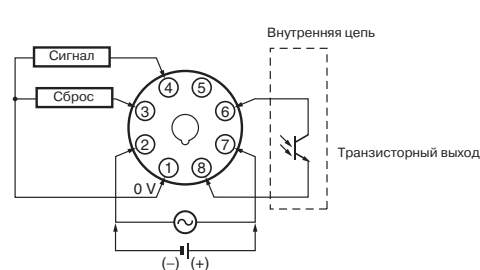 Внутренняя цепь
Сигнал
Сброс
4 5
3 6
2 7
1 8
0 V
Транзисторный выход
(–) (+)